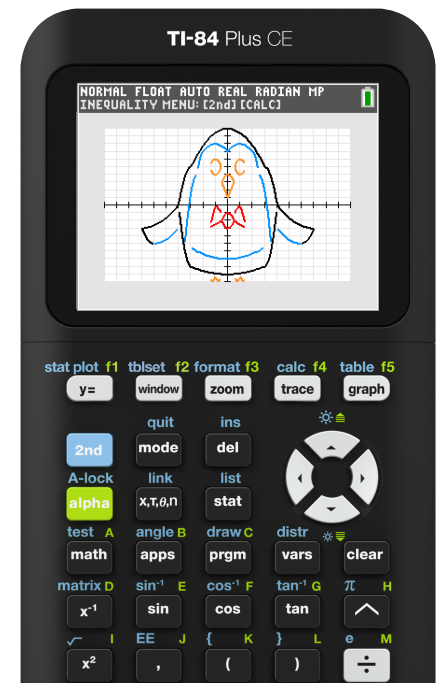 TI-84 Plus CE
NORMAL FLOAT AUTO REAL RADIAN MP
INEQUALITY MENU: [2nd] [CALC]
stat plot f1 tblset f2 format f3 calc f4 table f5
y= window zoom trace graph
quit ins
2nd mode del
A-lock link list
alpha X,T,θ,n stat
test A angle B draw C distr
math apps prgm vars clear
matrix D sin⁻¹ E cos⁻¹ F tan⁻¹ G π H
x⁻¹ sin cos tan ^
√ I EE J { K } L e M
x² , ( ) ÷